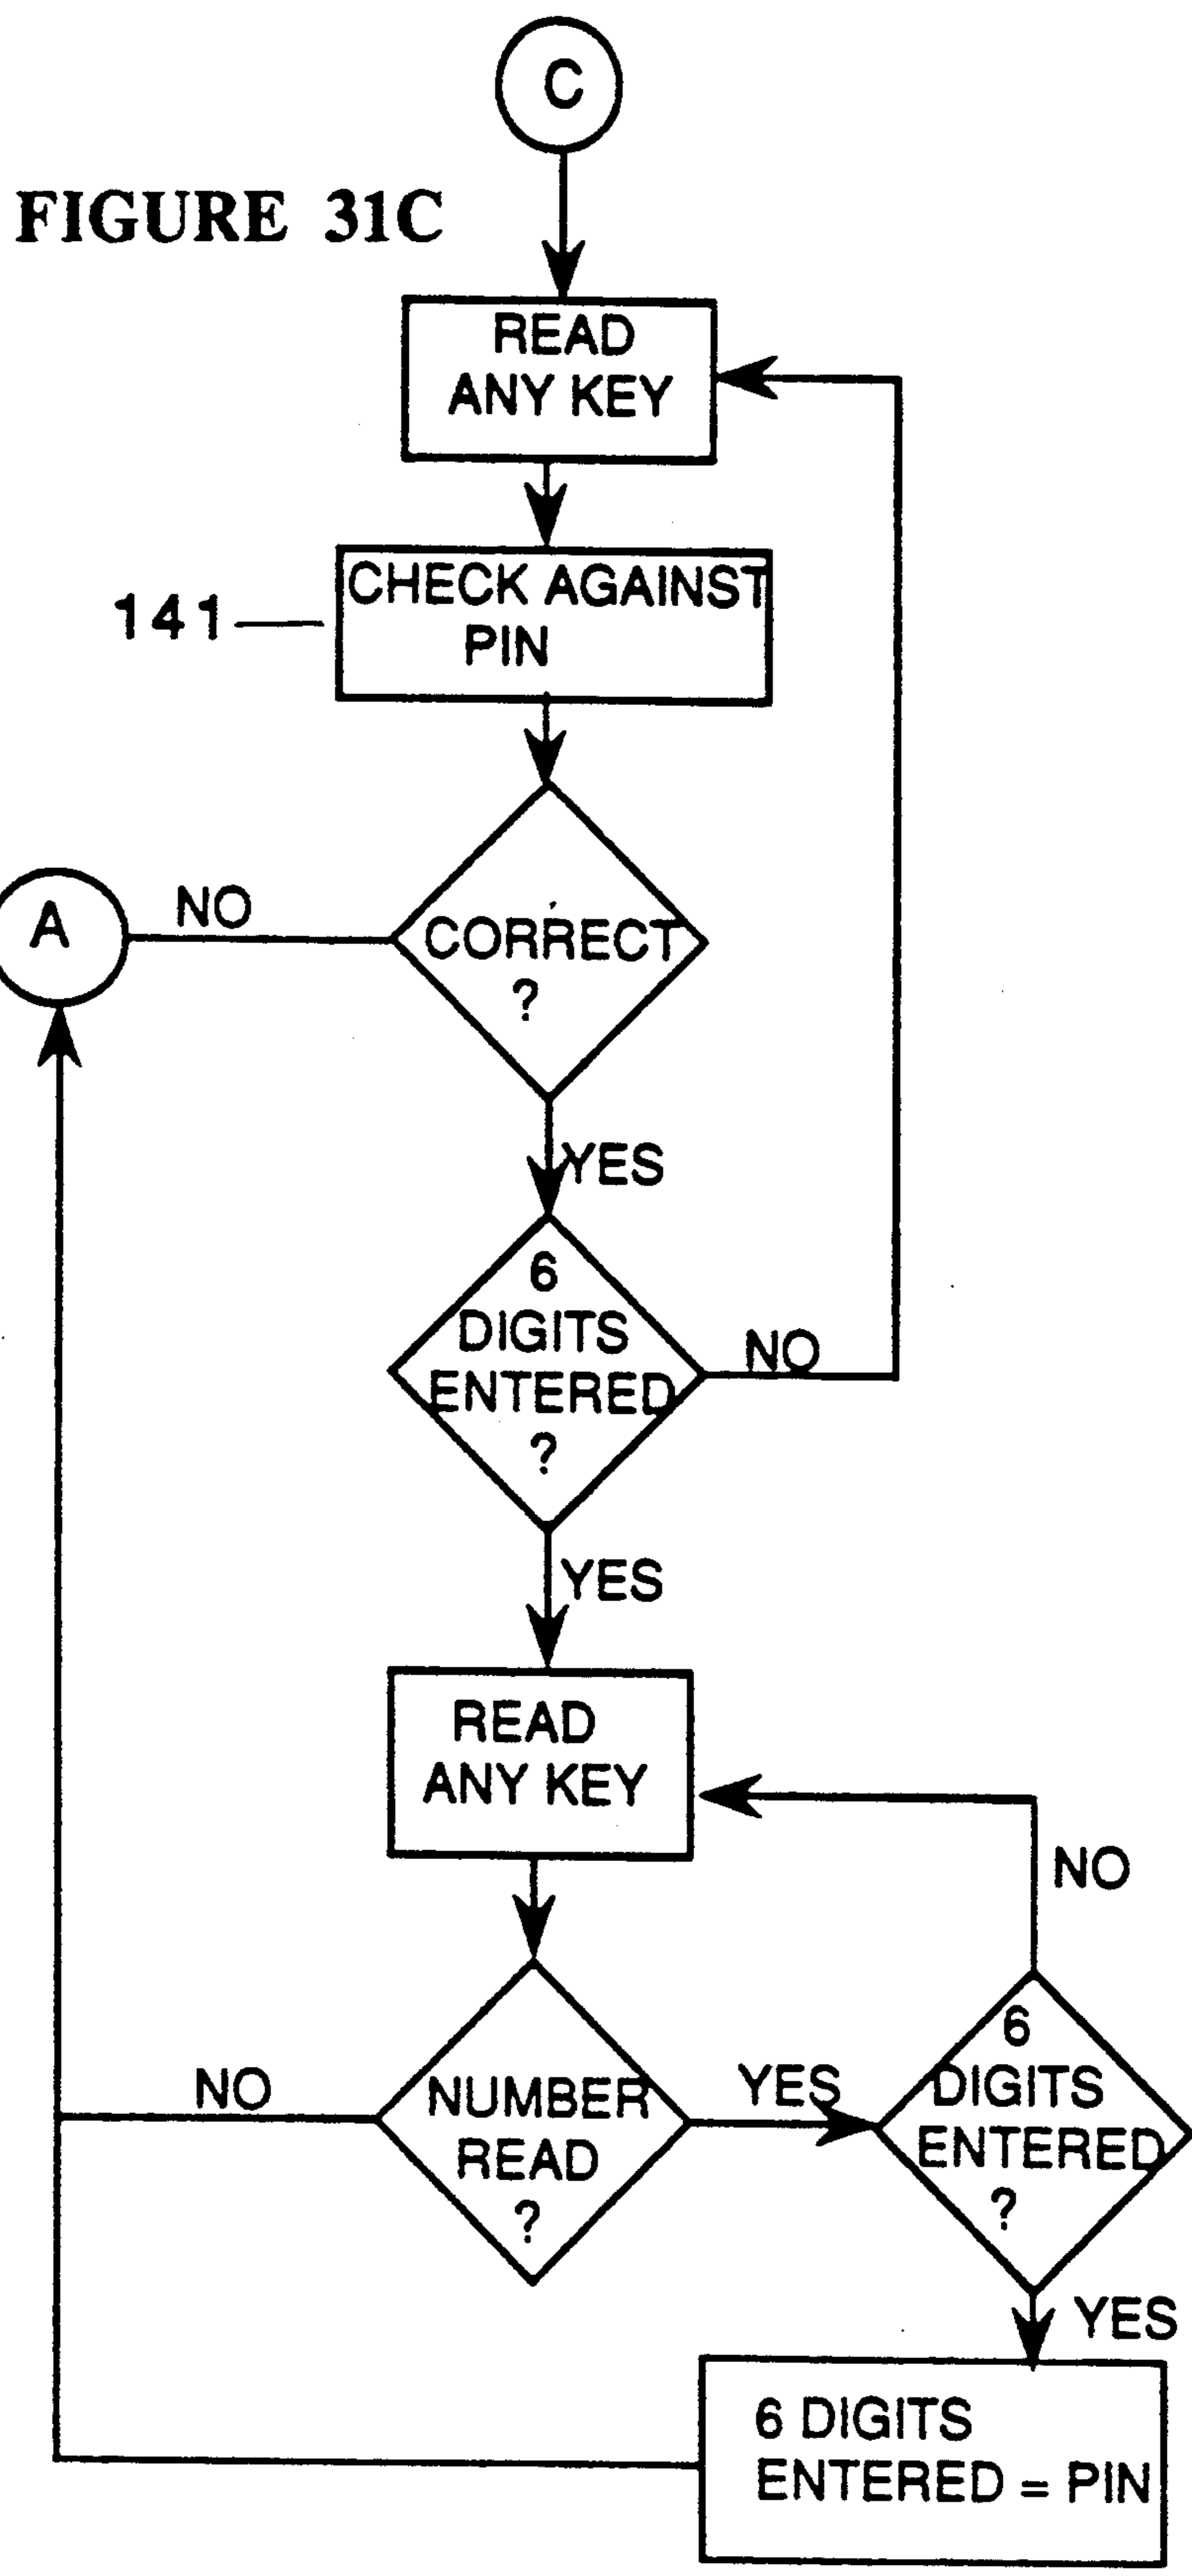 C
FIGURE 31C
READ
ANY KEY
141
CHECK AGAINST
PIN
A
NO
CORRECT
?
YES
6
DIGITS
ENTERED
?
NO
YES
READ
ANY KEY
NO
NO
NUMBER
READ
?
YES
6
DIGITS
ENTERED
?
YES
6 DIGITS
ENTERED = PIN